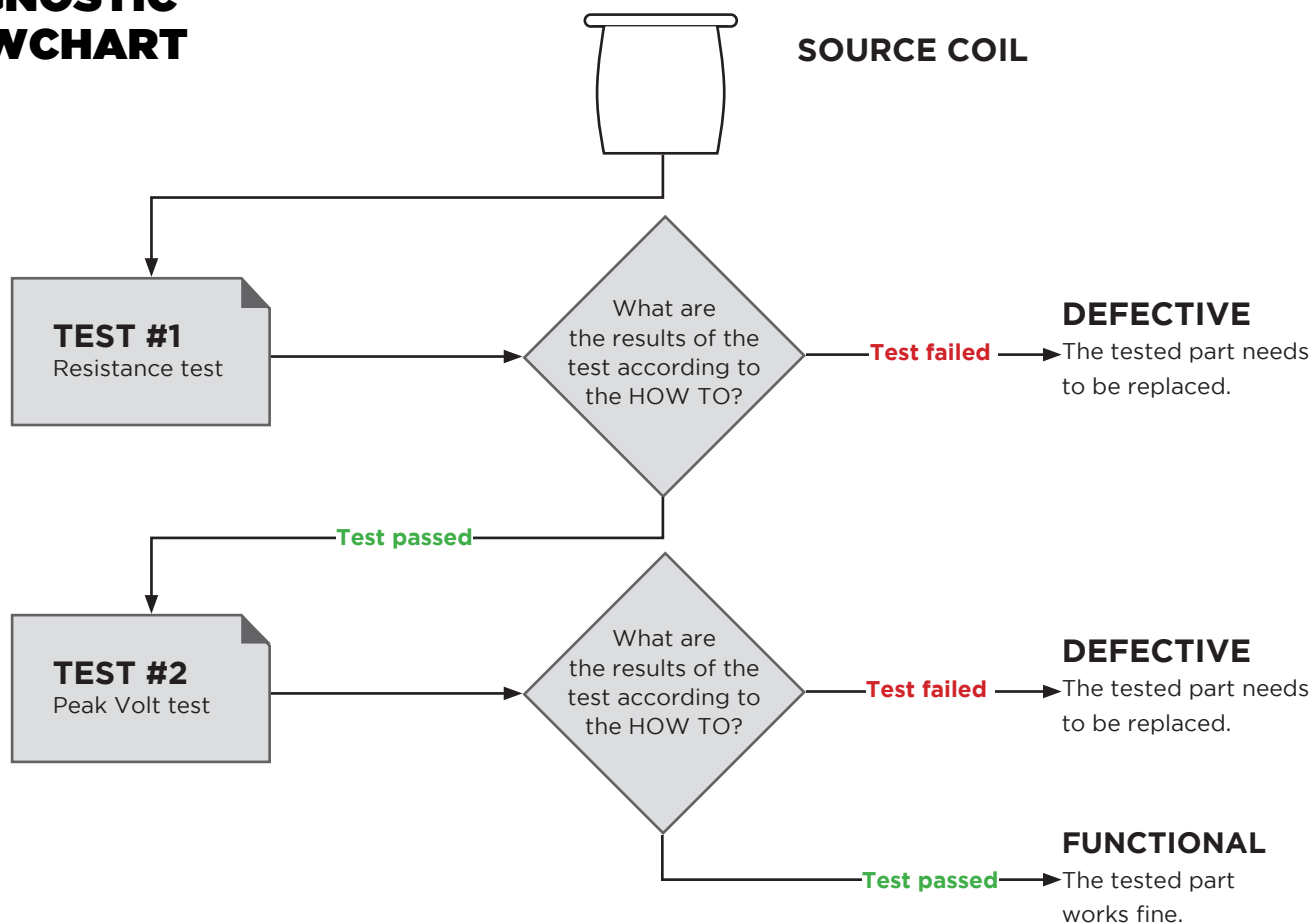 GNOSTIC
WCHART
SOURCE COIL
TEST #1
Resistance test
What are
the results of the
test according to
the HOW TO?
Test failed
DEFECTIVE
The tested part needs
to be replaced.
Test passed
TEST #2
Peak Volt test
What are
the results of the
test according to
the HOW TO?
Test failed
DEFECTIVE
The tested part needs
to be replaced.
Test passed
FUNCTIONAL
The tested part
works fine.